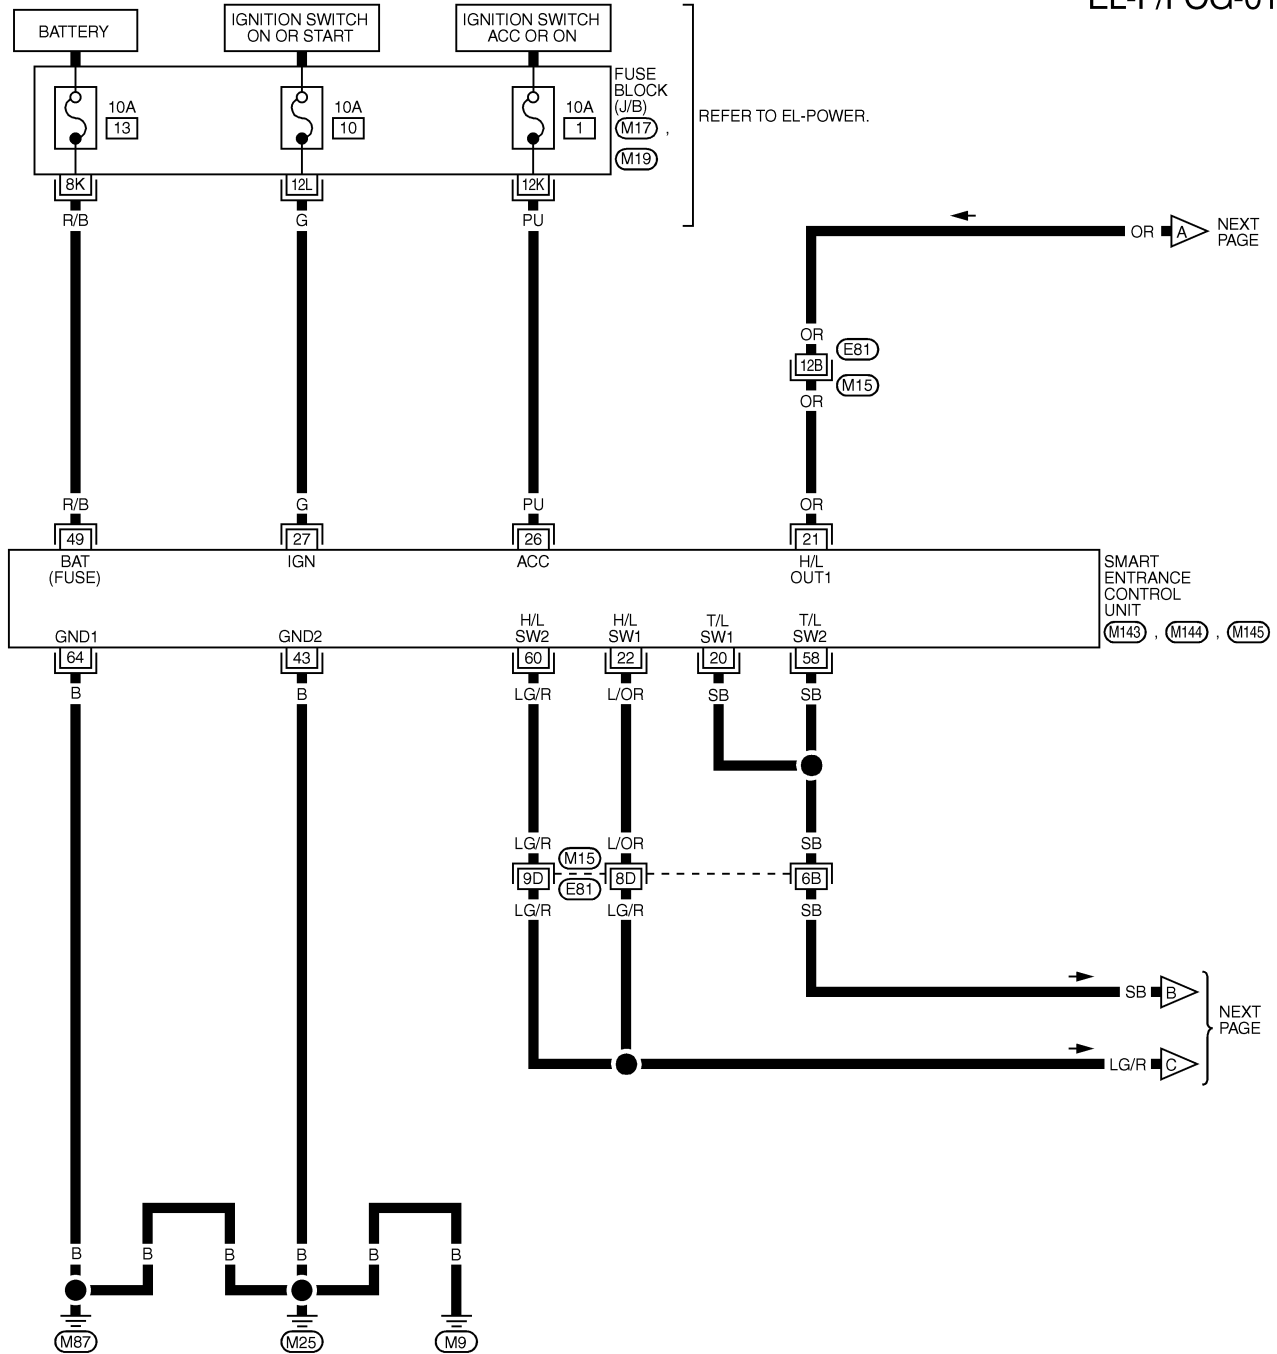 BATTERY
IGNITION SWITCH
ON OR START
IGNITION SWITCH
ACC OR ON
10A
13
10A
10
10A
1
FUSE
BLOCK
(J/B)
M17 ,
M19
REFER TO EL-POWER.
8K
12L
12K
R/B
G
PU
OR
A
NEXT
PAGE
OR
E81
12B
M15
OR
R/B
G
PU
OR
49
27
26
21
BAT
(FUSE)
IGN
ACC
H/L
OUT1
SMART
ENTRANCE
CONTROL
UNIT
M143 , M144 , M145
GND1
GND2
H/L
SW2
H/L
SW1
T/L
SW1
T/L
SW2
64
43
60
22
20
58
B
B
LG/R
L/OR
SB
SB
LG/R
L/OR
SB
M15
9D
8D
6B
E81
LG/R
LG/R
SB
SB
B
NEXT
PAGE
LG/R
C
B
B
B
B
B
B
M87
M25
M9